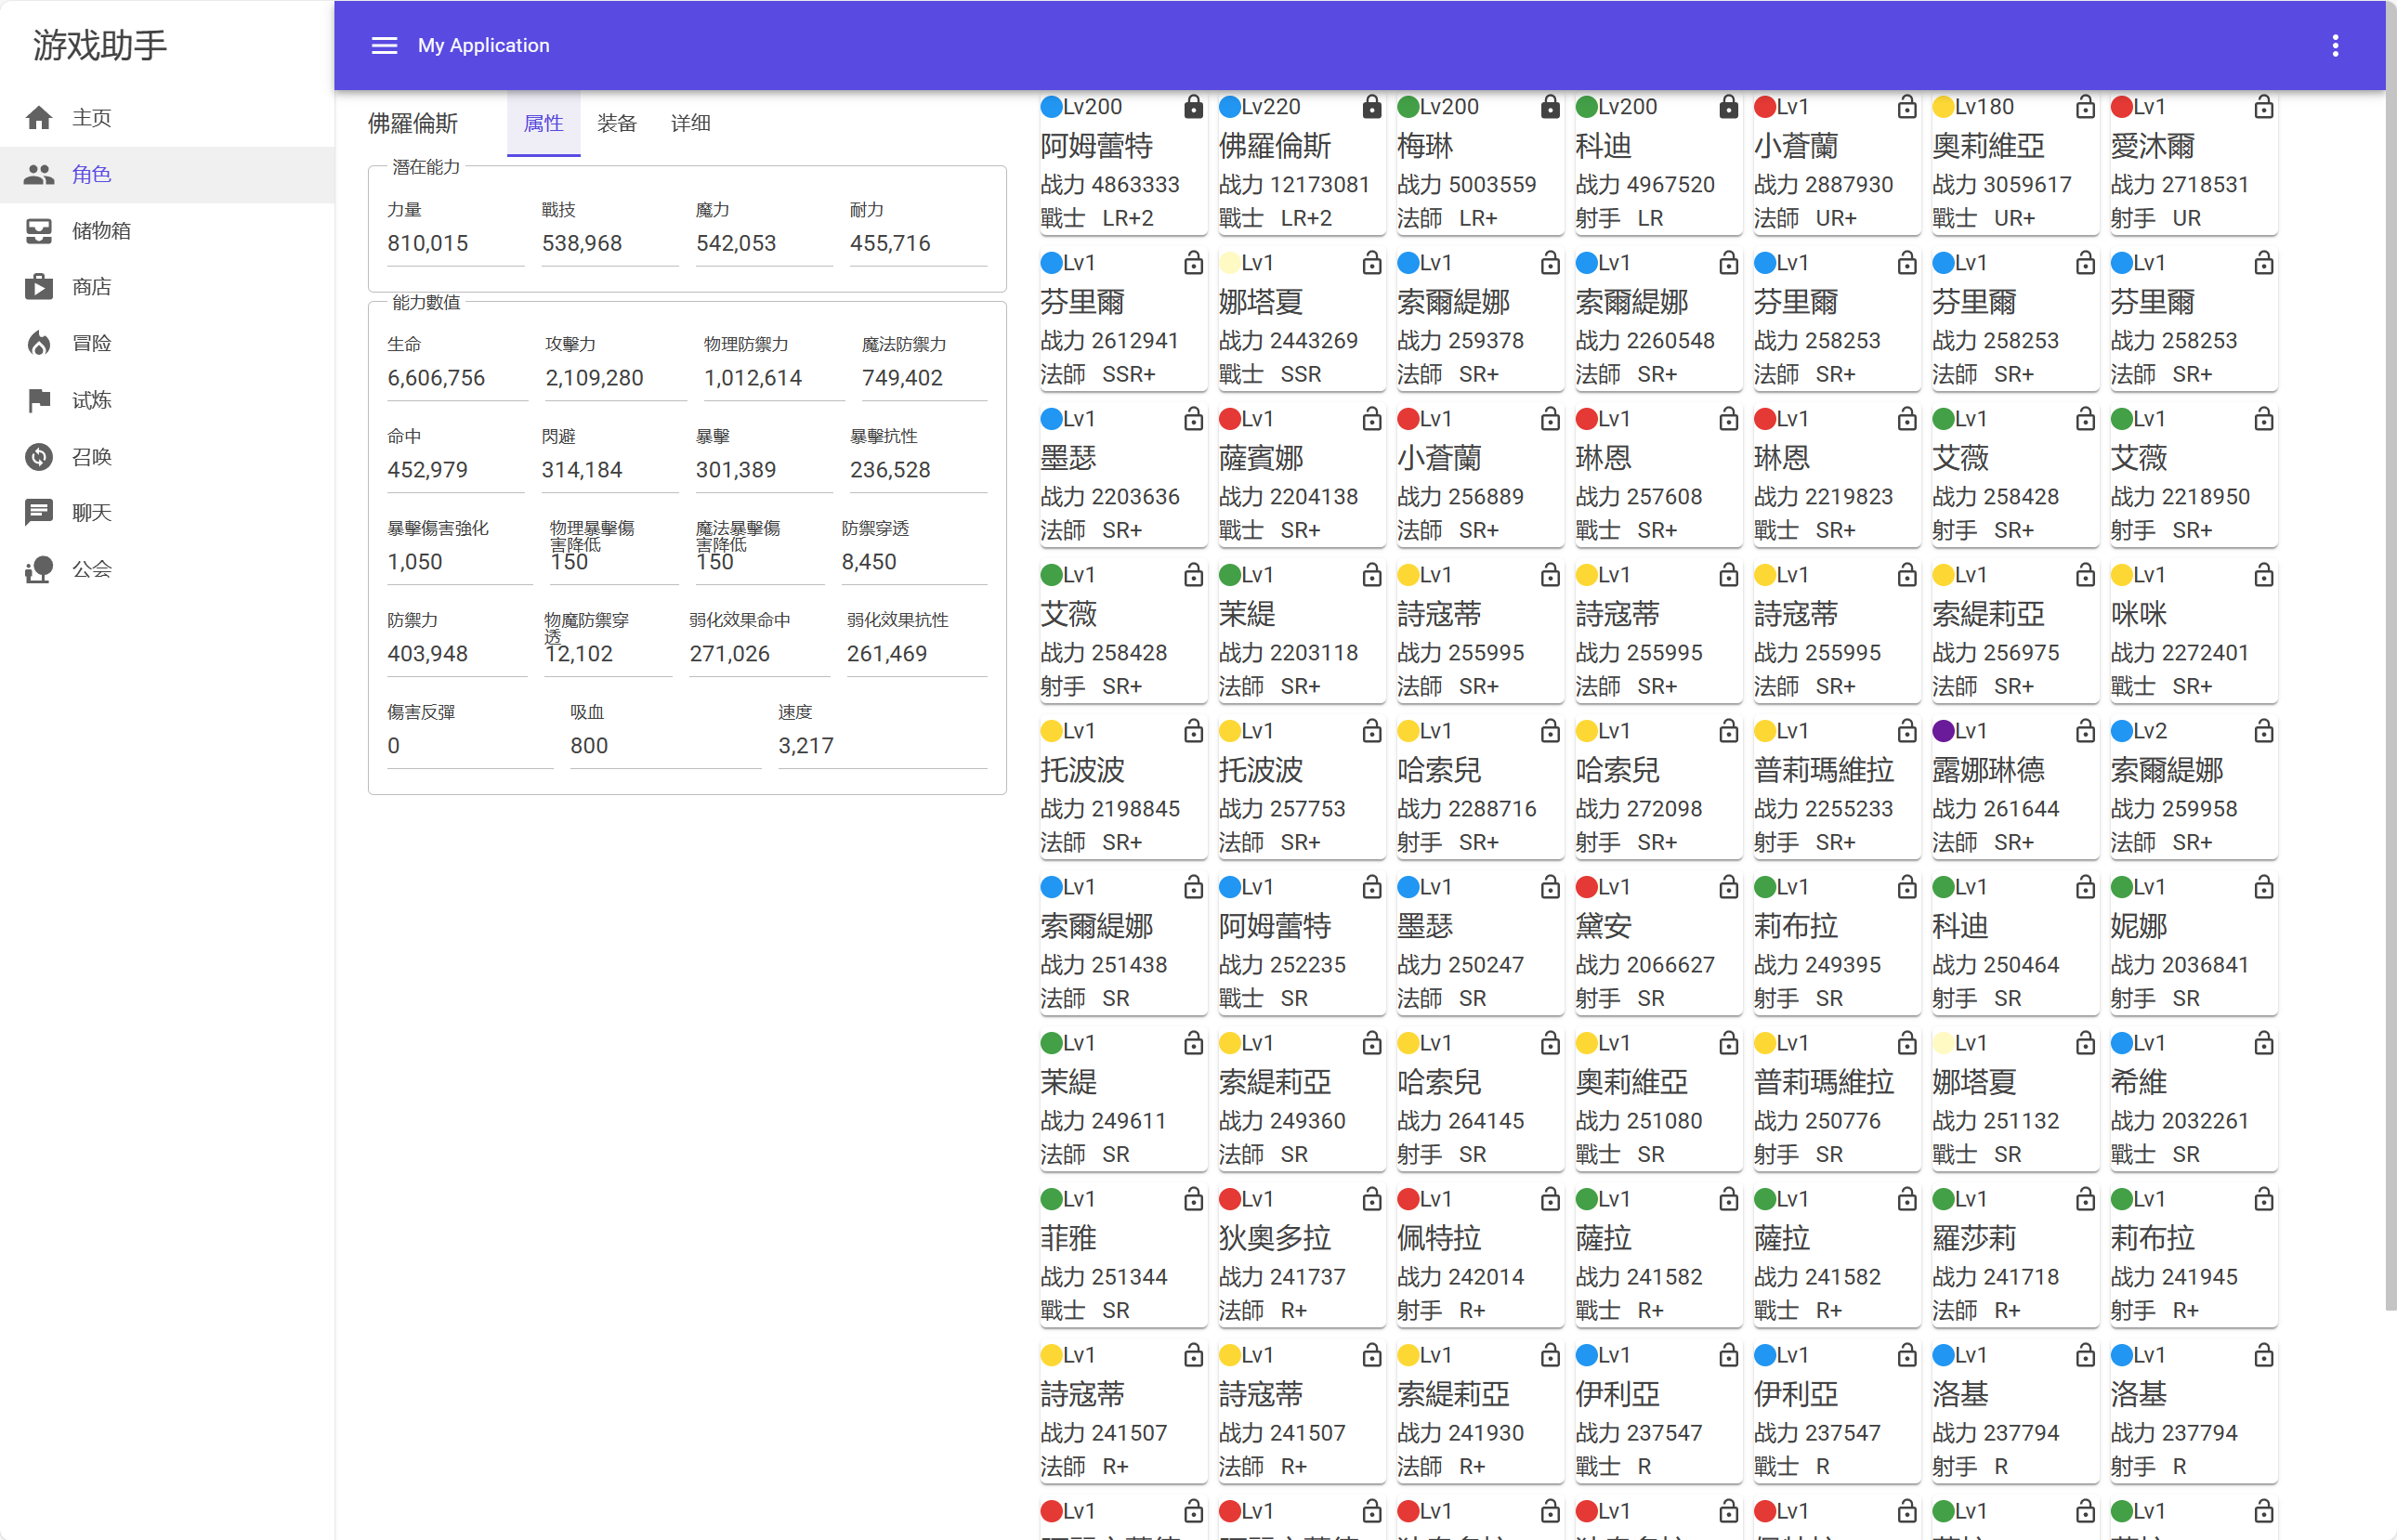 游戏助手
主页
角色
储物箱
商店
冒险
试炼
召唤
聊天
公会
My Application
佛羅倫斯 属性 装备 详细
潛在能力
力量 戰技 魔力 耐力
810,015 538,968 542,053 455,716
能力數值
生命 攻擊力 物理防禦力 魔法防禦力
6,606,756 2,109,280 1,012,614 749,402
命中 閃避 暴擊 暴擊抗性
452,979 314,184 301,389 236,528
暴擊傷害強化 物理暴擊傷害降低 魔法暴擊傷害降低 防禦穿透
1,050 150 150 8,450
防禦力 物魔防禦穿透 弱化效果命中 弱化效果抗性
403,948 12,102 271,026 261,469
傷害反彈 吸血 速度
0 800 3,217
Lv200 Lv220 Lv200 Lv200 Lv1 Lv180 Lv1
阿姆蕾特 佛羅倫斯 梅琳 科迪 小蒼蘭 奧莉維亞 愛沐爾
战力 4863333 战力 12173081 战力 5003559 战力 4967520 战力 2887930 战力 3059617 战力 2718531
戰士 LR+2 戰士 LR+2 法師 LR+ 射手 LR 法師 UR+ 戰士 UR+ 射手 UR
Lv1 Lv1 Lv1 Lv1 Lv1 Lv1 Lv1
芬里爾 娜塔夏 索爾緹娜 索爾緹娜 芬里爾 芬里爾 芬里爾
战力 2612941 战力 2443269 战力 259378 战力 2260548 战力 258253 战力 258253 战力 258253
法師 SSR+ 戰士 SSR 法師 SR+ 法師 SR+ 法師 SR+ 法師 SR+ 法師 SR+
Lv1 Lv1 Lv1 Lv1 Lv1 Lv1 Lv1
墨瑟 薩賓娜 小蒼蘭 琳恩 琳恩 艾薇 艾薇
战力 2203636 战力 2204138 战力 256889 战力 257608 战力 2219823 战力 258428 战力 2218950
法師 SR+ 戰士 SR+ 法師 SR+ 戰士 SR+ 戰士 SR+ 射手 SR+ 射手 SR+
Lv1 Lv1 Lv1 Lv1 Lv1 Lv1 Lv1
艾薇 茉緹 詩寇蒂 詩寇蒂 詩寇蒂 索緹莉亞 咪咪
战力 258428 战力 2203118 战力 255995 战力 255995 战力 255995 战力 256975 战力 2272401
射手 SR+ 法師 SR+ 法師 SR+ 法師 SR+ 法師 SR+ 法師 SR+ 戰士 SR+
Lv1 Lv1 Lv1 Lv1 Lv1 Lv1 Lv2
托波波 托波波 哈索兒 哈索兒 普莉瑪維拉 露娜琳德 索爾緹娜
战力 2198845 战力 257753 战力 2288716 战力 272098 战力 2255233 战力 261644 战力 259958
法師 SR+ 法師 SR+ 射手 SR+ 射手 SR+ 射手 SR+ 法師 SR+ 法師 SR+
Lv1 Lv1 Lv1 Lv1 Lv1 Lv1 Lv1
索爾緹娜 阿姆蕾特 墨瑟 黛安 莉布拉 科迪 妮娜
战力 251438 战力 252235 战力 250247 战力 2066627 战力 249395 战力 250464 战力 2036841
法師 SR 戰士 SR 法師 SR 射手 SR 射手 SR 射手 SR 射手 SR
Lv1 Lv1 Lv1 Lv1 Lv1 Lv1 Lv1
茉緹 索緹莉亞 哈索兒 奧莉維亞 普莉瑪維拉 娜塔夏 希維
战力 249611 战力 249360 战力 264145 战力 251080 战力 250776 战力 251132 战力 2032261
法師 SR 法師 SR 射手 SR 戰士 SR 射手 SR 戰士 SR 戰士 SR
Lv1 Lv1 Lv1 Lv1 Lv1 Lv1 Lv1
菲雅 狄奧多拉 佩特拉 薩拉 薩拉 羅莎莉 莉布拉
战力 251344 战力 241737 战力 242014 战力 241582 战力 241582 战力 241718 战力 241945
戰士 SR 法師 R+ 射手 R+ 戰士 R+ 戰士 R+ 法師 R+ 射手 R+
Lv1 Lv1 Lv1 Lv1 Lv1 Lv1 Lv1
詩寇蒂 詩寇蒂 索緹莉亞 伊利亞 伊利亞 洛基 洛基
战力 241507 战力 241507 战力 241930 战力 237547 战力 237547 战力 237794 战力 237794
法師 R+ 法師 R+ 法師 R+ 戰士 R 戰士 R 射手 R 射手 R
Lv1 Lv1 Lv1 Lv1 Lv1 Lv1 Lv1